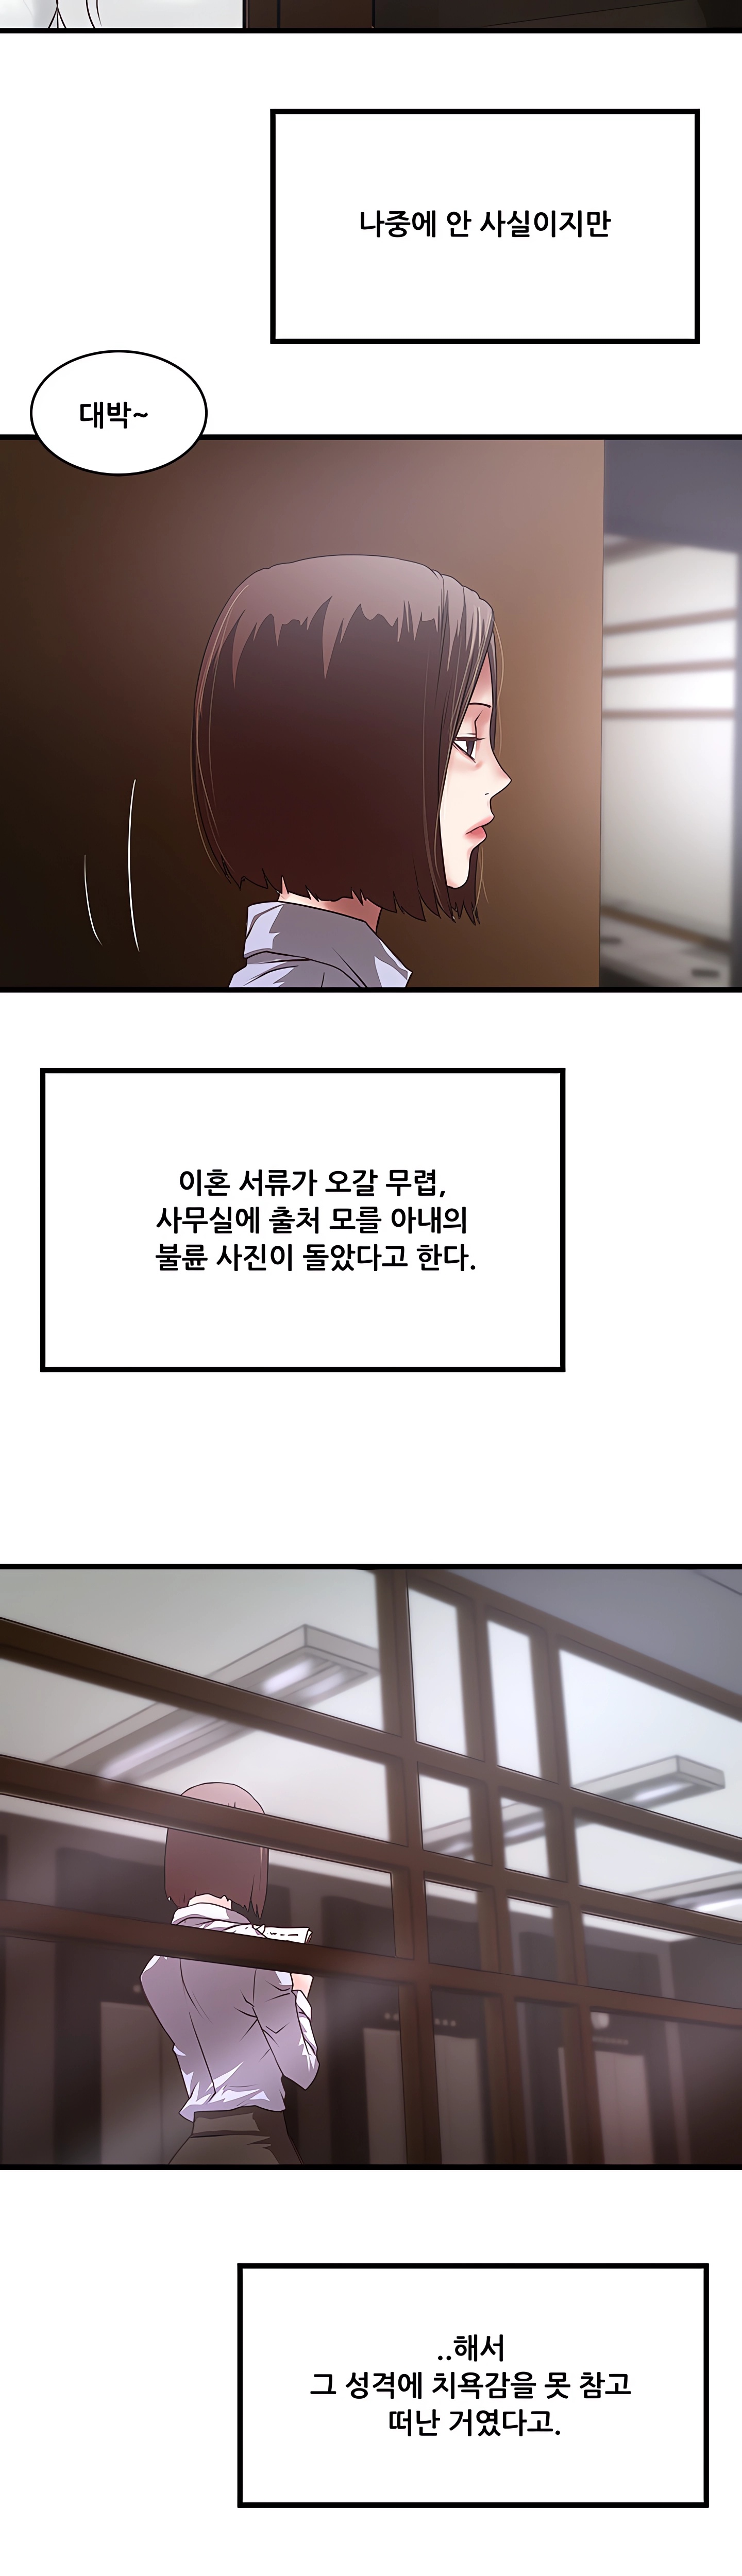 나중에 안 사실이지만
대박~
이혼 서류가 오갈 무렵,
사무실에 출처 모를 아내의
불륜 사진이 돌았다고 한다.
..해서
그 성격에 치욕감을 못 참고
떠난 거였다고.